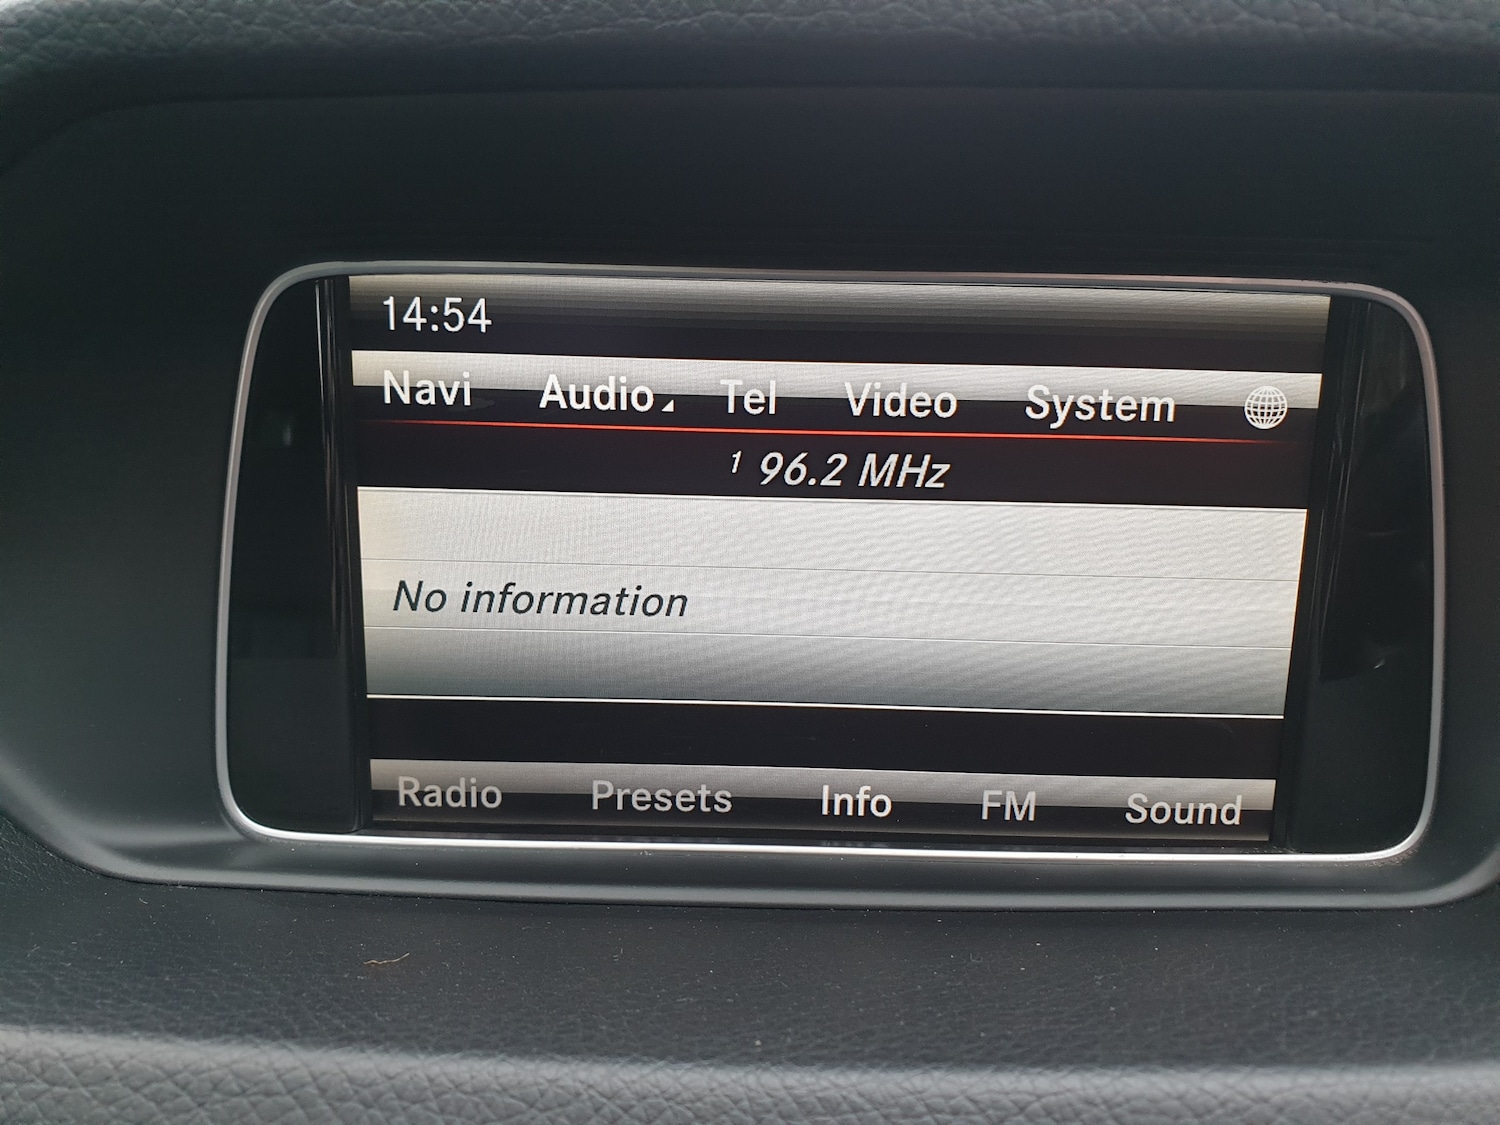 14:54
Navi Audio Tel Video System
1 96.2 MHz
No information
Radio Presets Info FM Sound